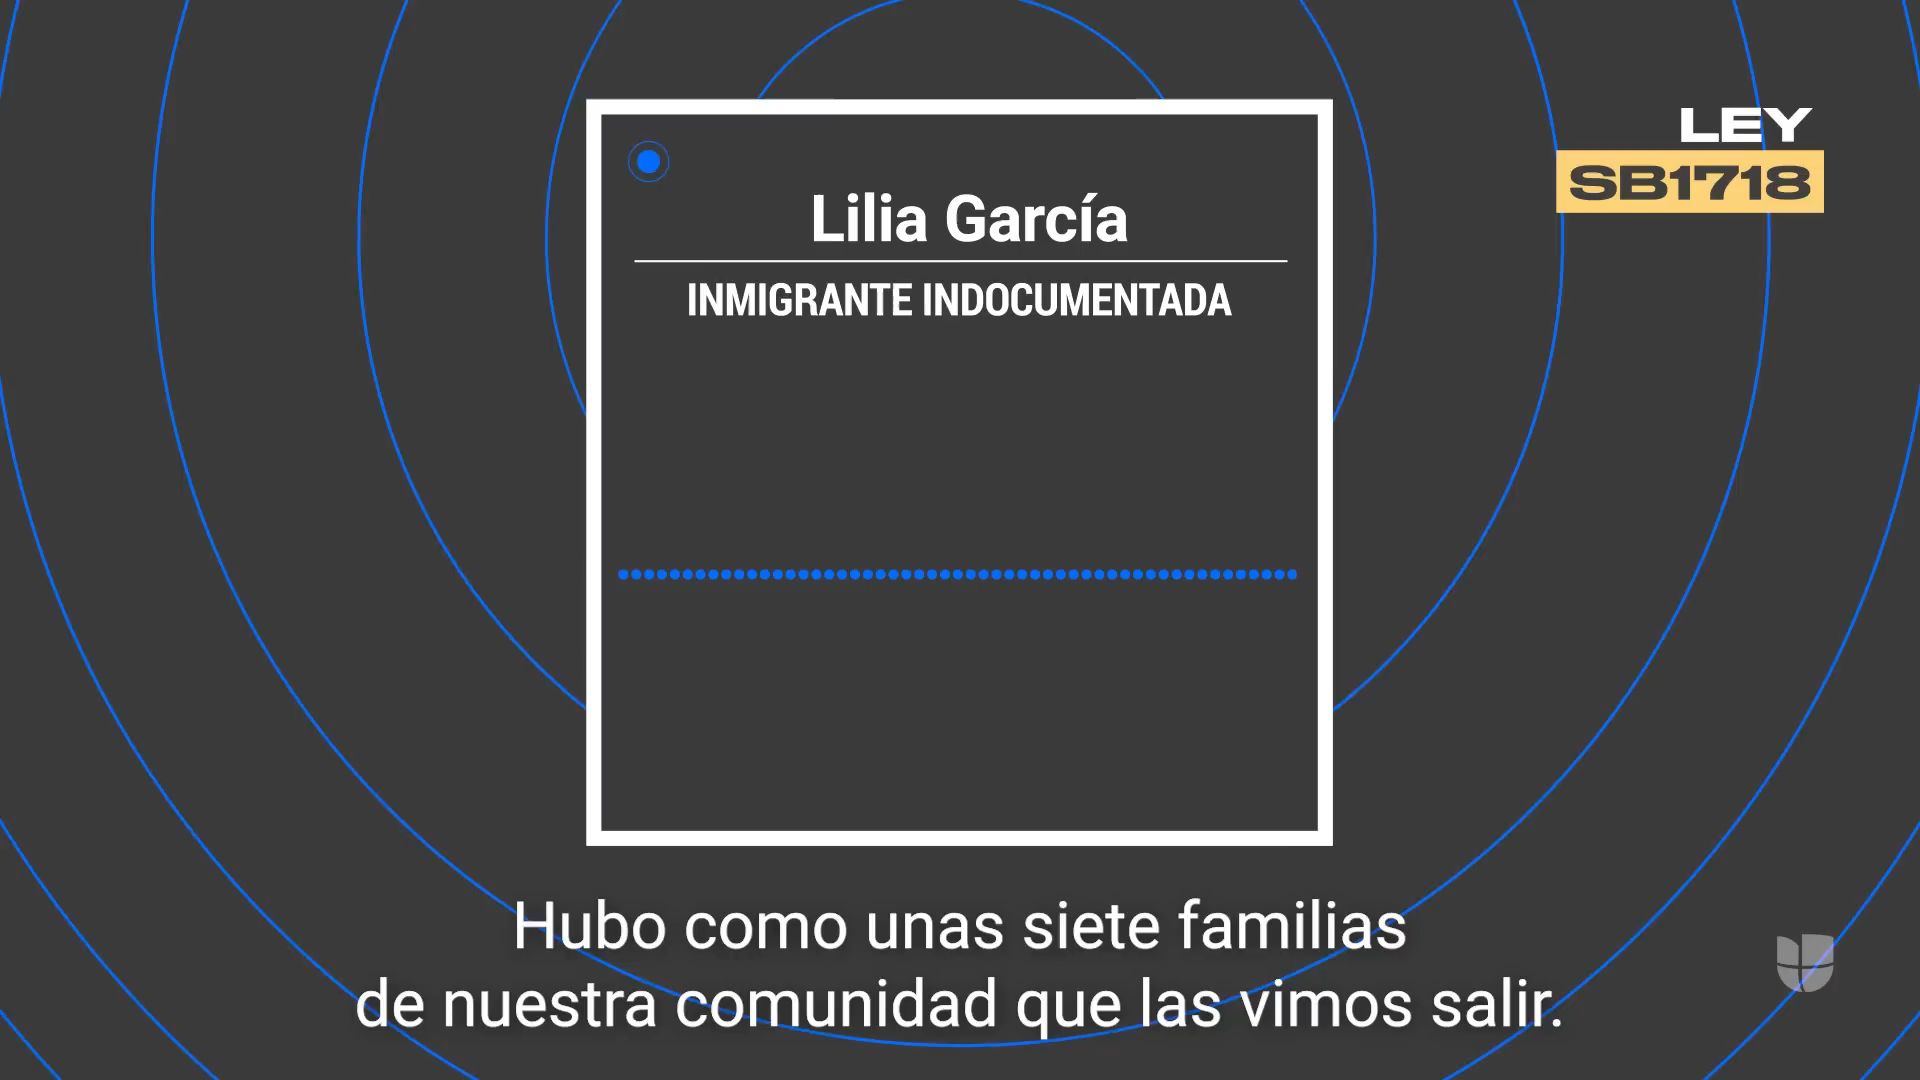 LEY
SB1718
Lilia García
INMIGRANTE INDOCUMENTADA
Hubo como unas siete familias
de nuestra comunidad que las vimos salir.